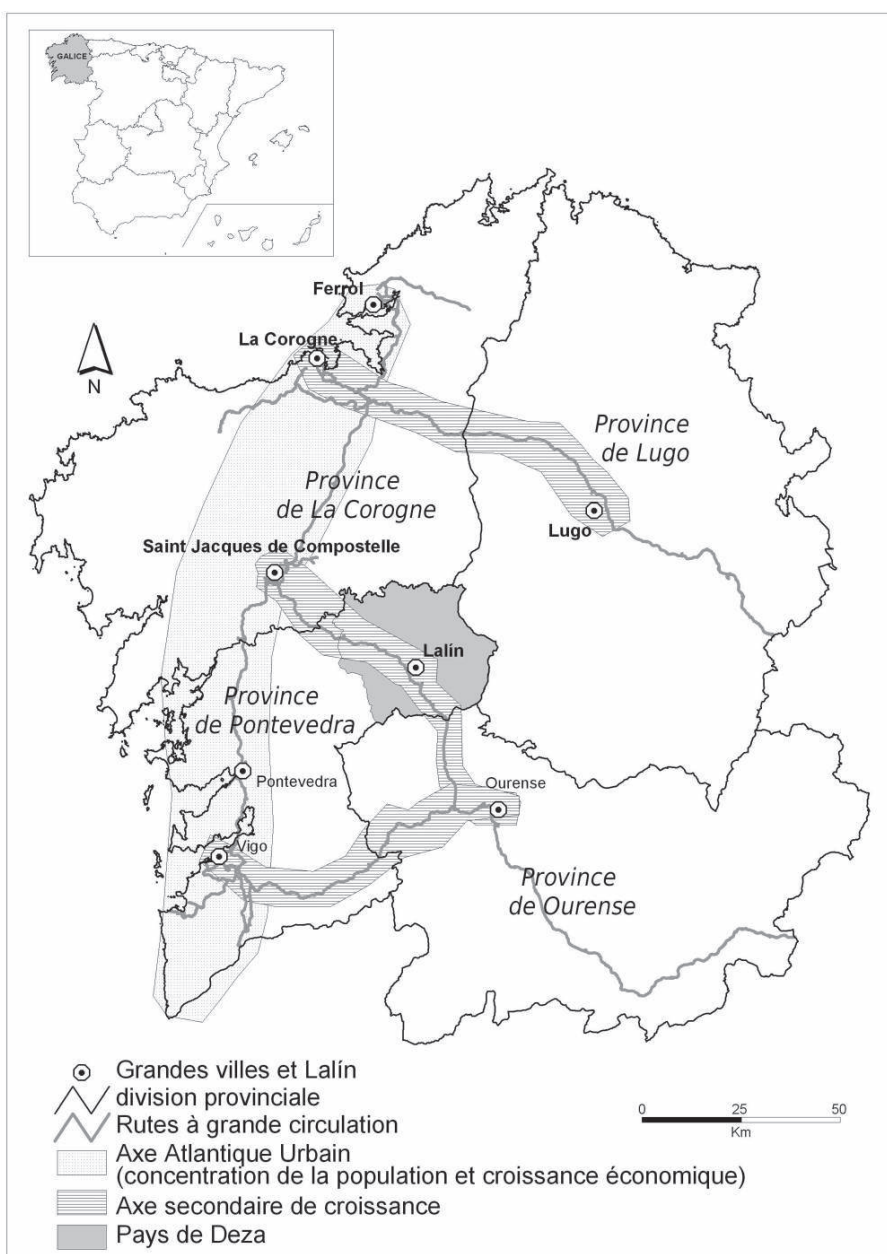 GALICE
Ferrol
La Corogne
N
Province
de Lugo
Province
de La Corogne
Lugo
Saint Jacques de Compostelle
Lalín
Province
de Pontevedra
Pontevedra
Ourense
Vigo
Province
de Ourense
Grandes villes et Lalín
division provinciale
Rutes à grande circulation
Axe Atlantique Urbain
(concentration de la population et croissance économique)
Axe secondaire de croissance
Pays de Deza
0 25 50
Km